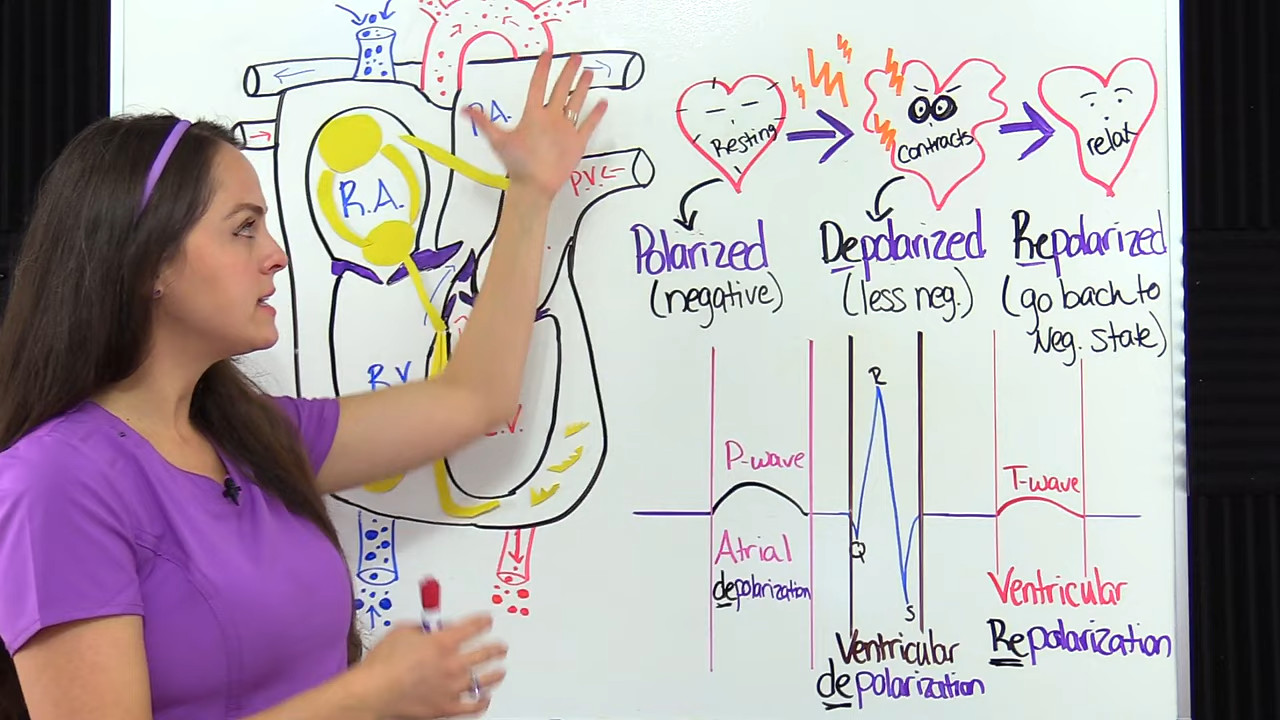 P.A.
R.A.
P.V.
R.V.
.V.
Resting
Contracts
relax
Polarized
(negative)
Depolarized
(less neg.)
Repolarized
(go back to
Neg. state)
P-wave
Atrial
depolarization
R
Q
S
Ventricular
depolarization
T-wave
Ventricular
Repolarization